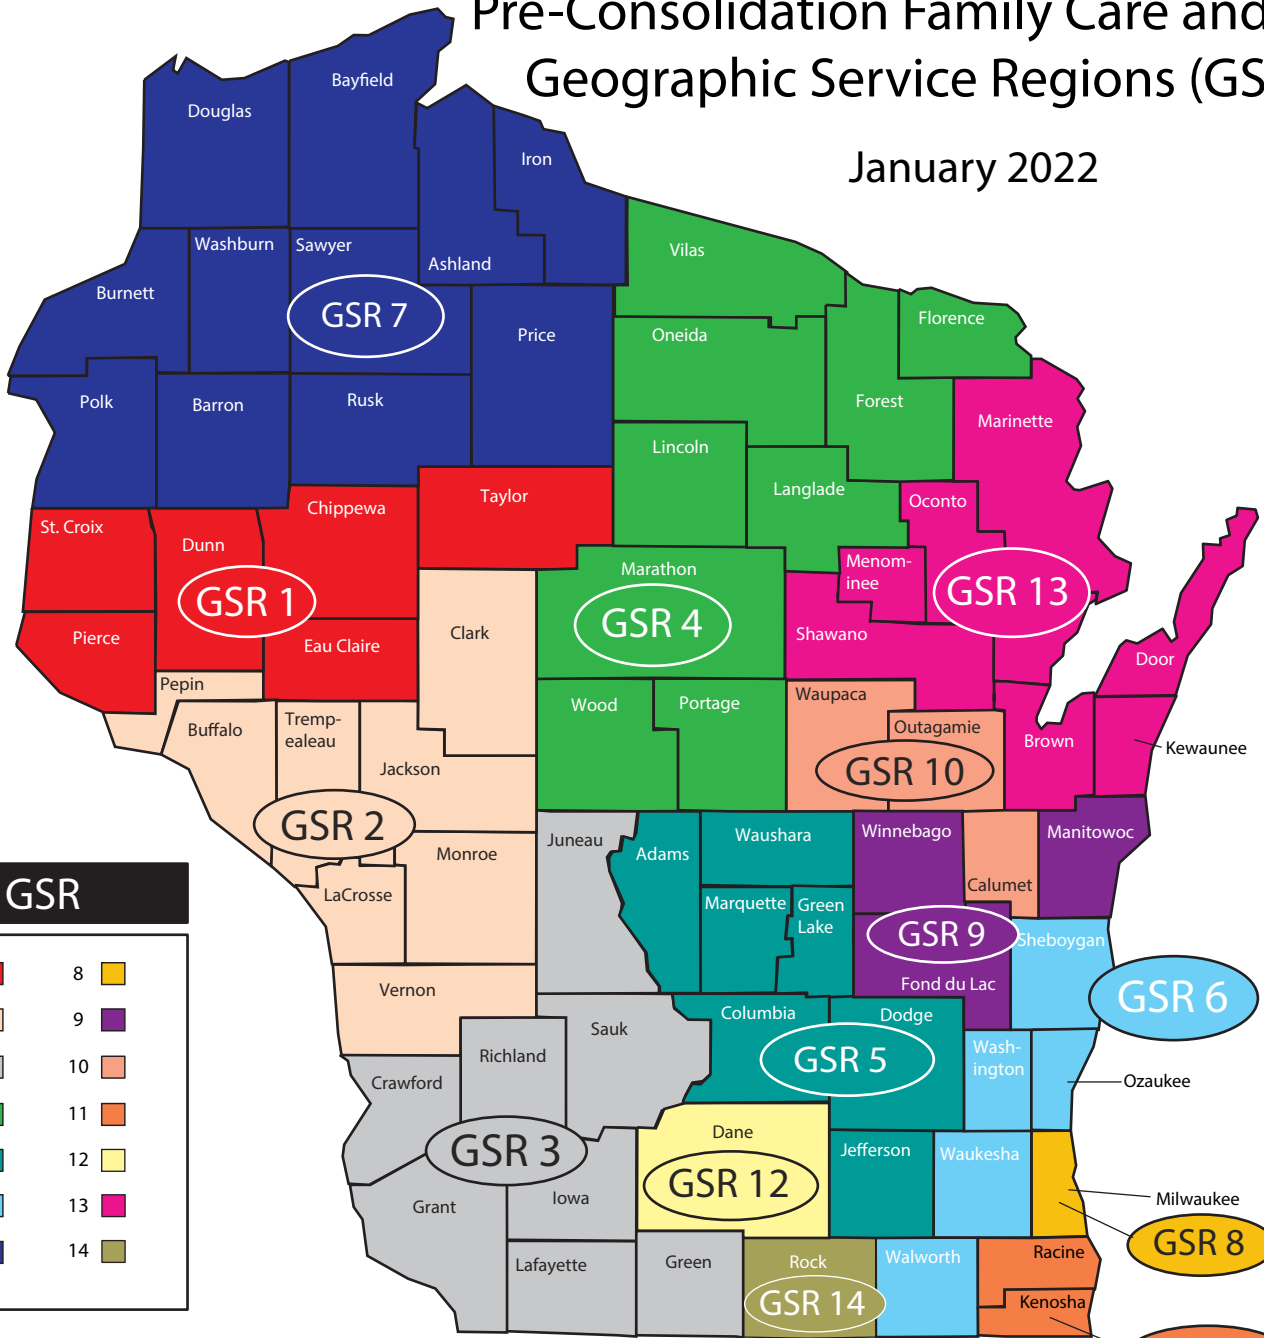 Pre-Consolidation Family Care and
Geographic Service Regions (GS
January 2022
Bayfield
Douglas
Iron
Washburn
Sawyer
Ashland
Vilas
Burnett
GSR 7
Price
Oneida
Florence
Polk
Barron
Rusk
Forest
Marinette
Lincoln
Langlade
Taylor
Chippewa
Oconto
St. Croix
Dunn
Menom-
inee
Marathon
GSR 1
GSR 4
GSR 13
Pierce
Eau Claire
Clark
Shawano
Door
Pepin
Buffalo
Tremp-
ealeau
Wood
Portage
Waupaca
Outagamie
Brown
Kewaunee
Jackson
GSR 10
GSR 2
Juneau
Adams
Waushara
Winnebago
Manitowoc
Monroe
LaCrosse
Calumet
Marquette
Green
Lake
GSR 9
Sheboygan
GSR
Fond du Lac
GSR 6
Vernon
Columbia
Dodge
Sauk
Richland
GSR 5
Wash-
ington
Ozaukee
Crawford
Dane
GSR 3
Jefferson
Waukesha
GSR 12
Iowa
Grant
Milwaukee
GSR 8
Lafayette
Green
Rock
Walworth
Racine
GSR 14
Kenosha
8
9
10
11
12
13
14